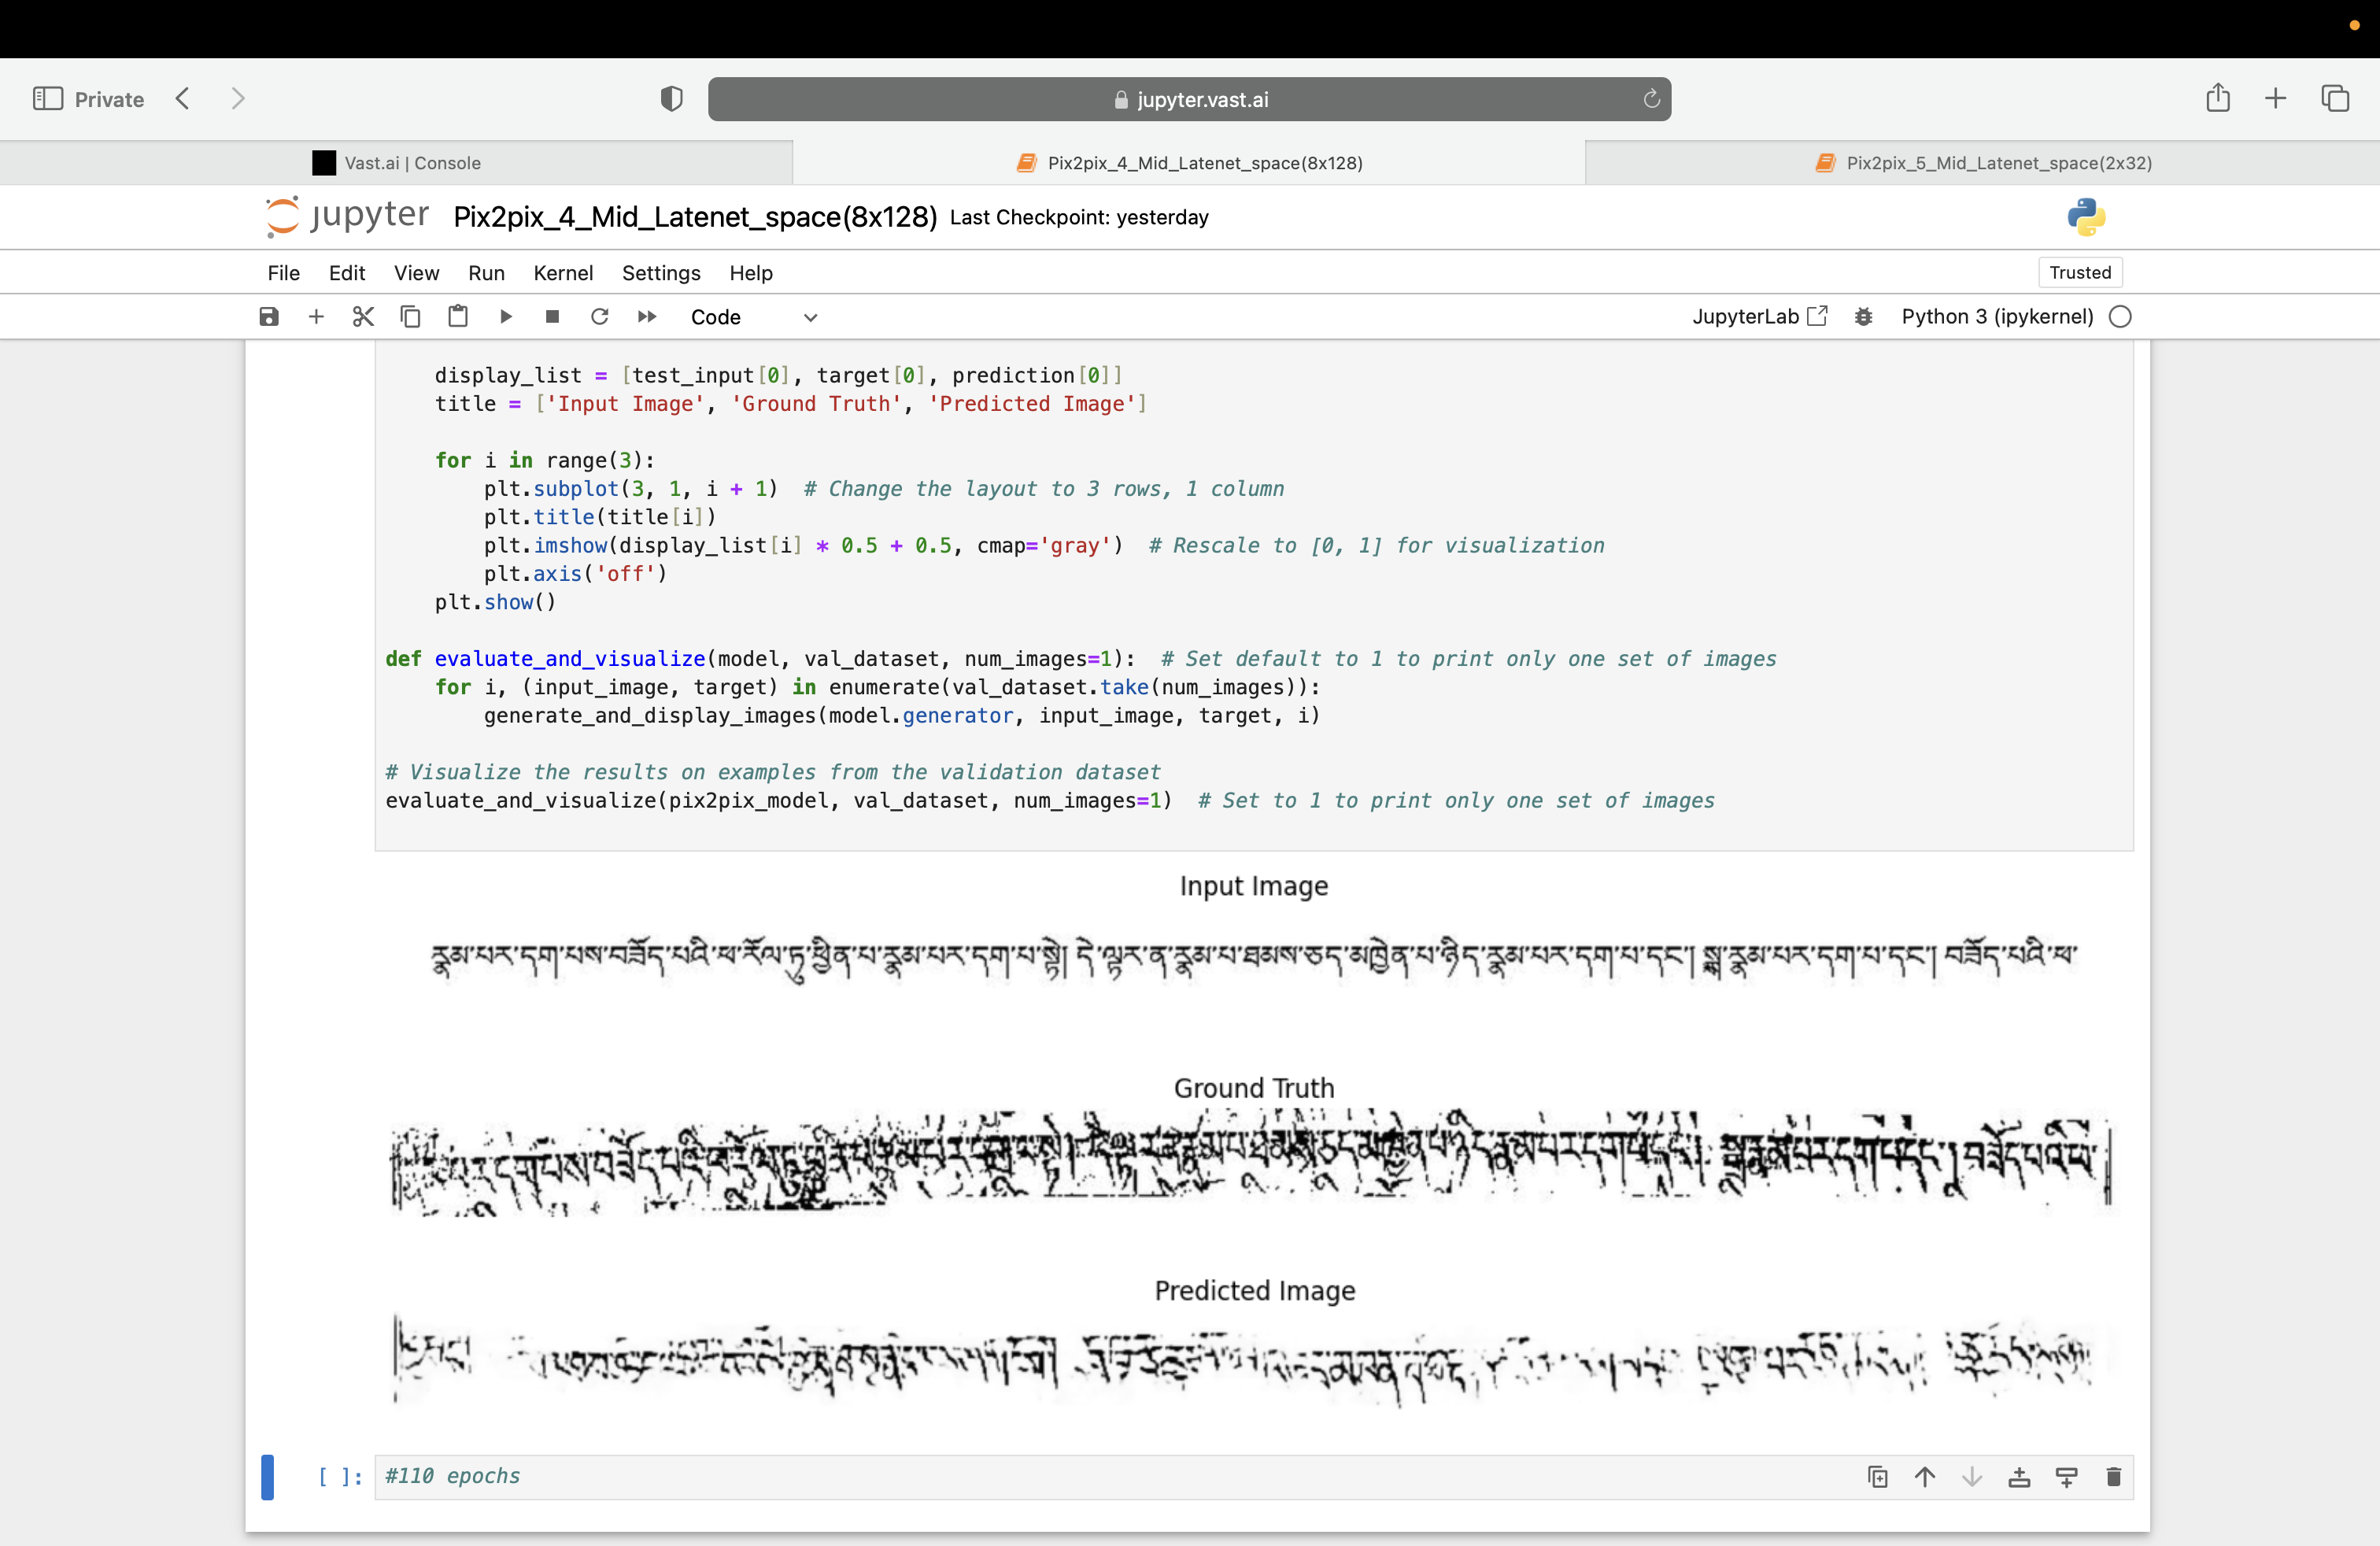 Private
jupyter.vast.ai
Vast.ai | Console
Pix2pix_4_Mid_Latenet_space(8x128)
Pix2pix_5_Mid_Latenet_space(2x32)
jupyter Pix2pix_4_Mid_Latenet_space(8x128) Last Checkpoint: yesterday
File Edit View Run Kernel Settings Help
Trusted
Code
JupyterLab
Python 3 (ipykernel)
display_list = [test_input[0], target[0], prediction[0]]
title = ['Input Image', 'Ground Truth', 'Predicted Image']
for i in range(3):
plt.subplot(3, 1, i + 1)  # Change the layout to 3 rows, 1 column
plt.title(title[i])
plt.imshow(display_list[i] * 0.5 + 0.5, cmap='gray')  # Rescale to [0, 1] for visualization
plt.axis('off')
plt.show()
def evaluate_and_visualize(model, val_dataset, num_images=1):  # Set default to 1 to print only one set of images
for i, (input_image, target) in enumerate(val_dataset.take(num_images)):
generate_and_display_images(model.generator, input_image, target, i)
# Visualize the results on examples from the validation dataset
evaluate_and_visualize(pix2pix_model, val_dataset, num_images=1)  # Set to 1 to print only one set of images
Input Image
རྣམ་པར་དག་པས་བཟོད་པའི་ཕ་རོལ་ཏུ་ཕྱིན་པ་རྣམ་པར་དག་པ་སྟེ། དེ་ལྟར་ན་རྣམ་པ་ཐམས་ཅད་མཁྱེན་པ་ཉིད་རྣམ་པར་དག་པ་དང་། སྒྲ་རྣམ་པར་དག་པ་དང་། བཟོད་པའི་ཕ་
Ground Truth
Predicted Image
[ ]: #110 epochs